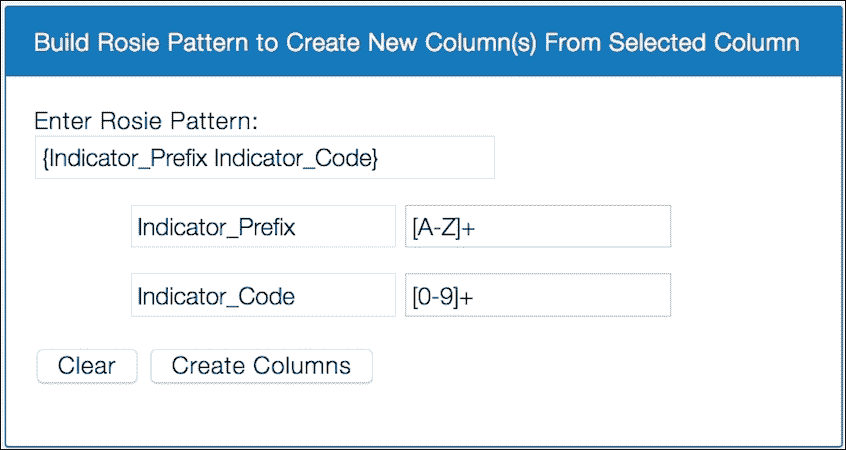 Build Rosie Pattern to Create New Column(s) From Selected Column
Enter Rosie Pattern:
{Indicator_Prefix Indicator_Code}
Indicator_Prefix [A-Z]+
Indicator_Code [0-9]+
Clear Create Columns